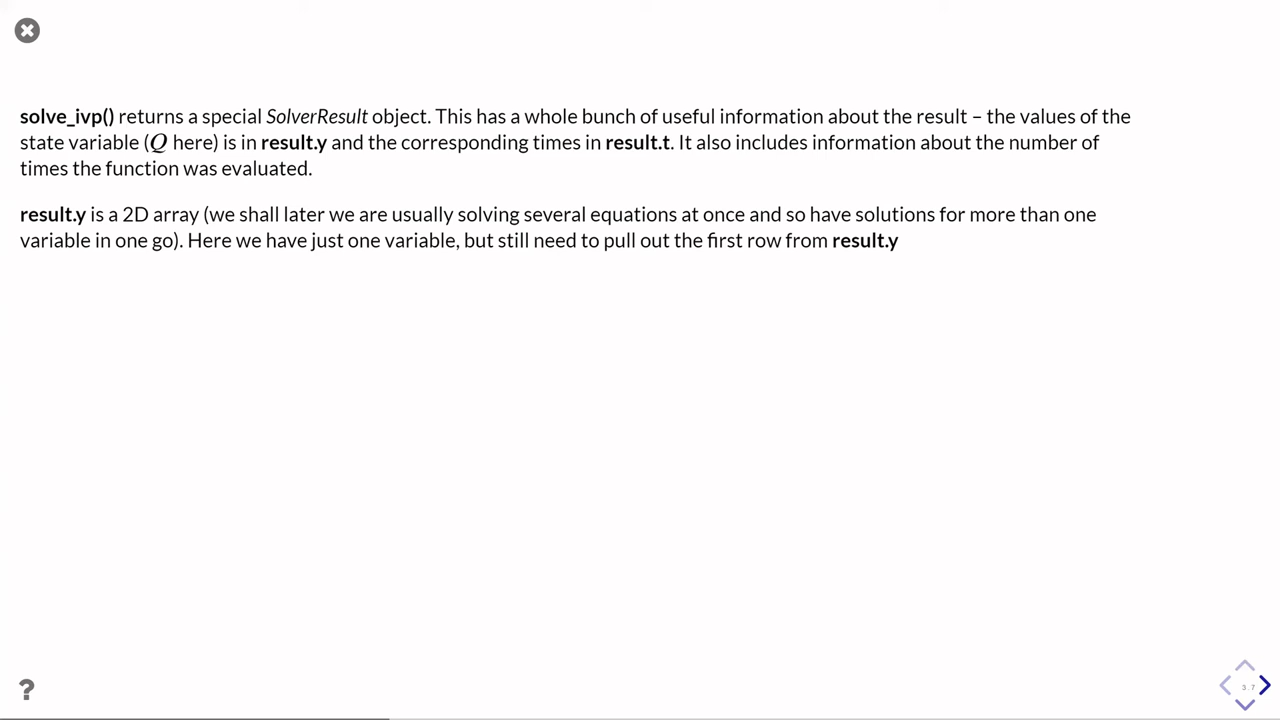 solve_ivp() returns a special SolverResult object. This has a whole bunch of useful information about the result – the values of the
state variable (Q here) is in result.y and the corresponding times in result.t. It also includes information about the number of
times the function was evaluated.
result.y is a 2D array (we shall later we are usually solving several equations at once and so have solutions for more than one
variable in one go). Here we have just one variable, but still need to pull out the first row from result.y
?
3.7